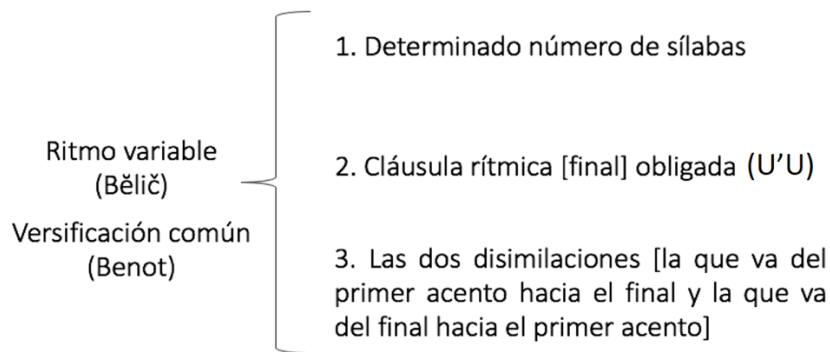 Ritmo variable
(Bělič)
Versificación común
(Benot)
1. Determinado número de sílabas
2. Cláusula rítmica [final] obligada (U’U)
3. Las dos disimilaciones [la que va del
primer acento hacia el final y la que va
del final hacia el primer acento]